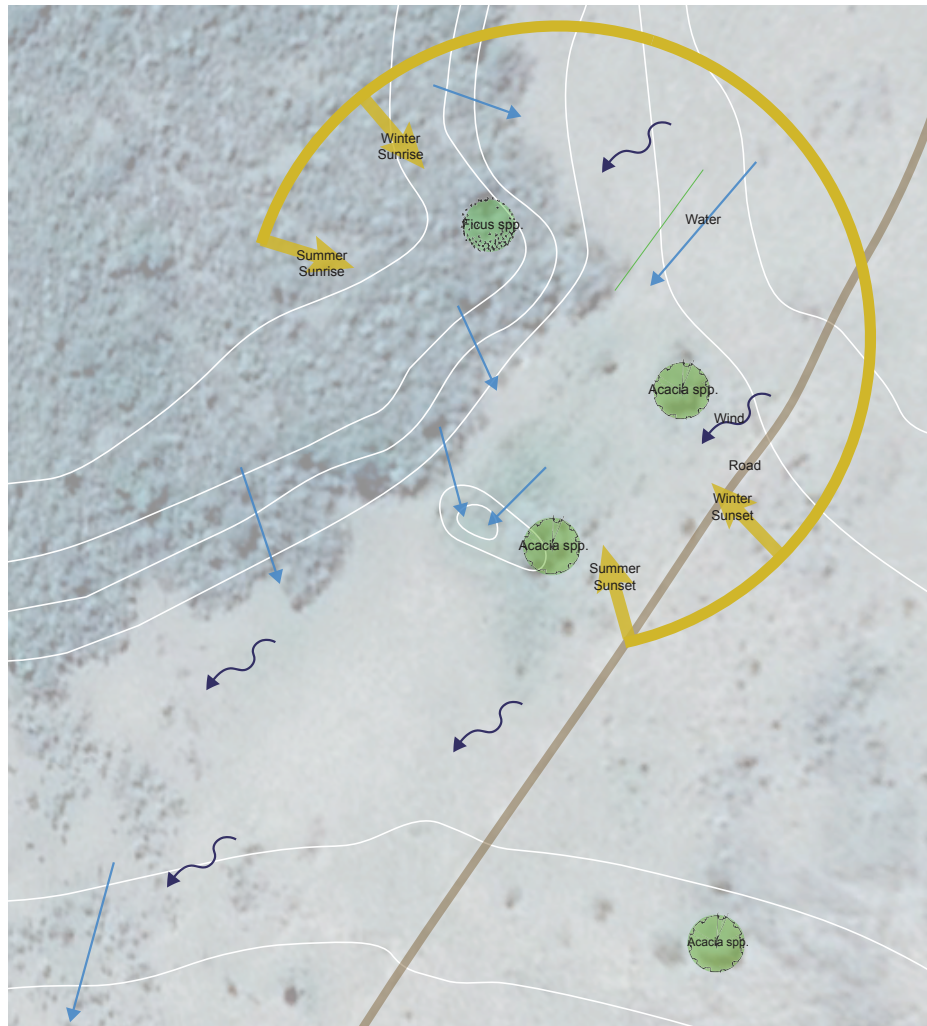 Winter
Sunrise
Water
Ficus spp.
Summer
Sunrise
Acacia spp.
Wind
Road
Winter
Sunset
Acacia spp.
Summer
Sunset
Acacia spp.